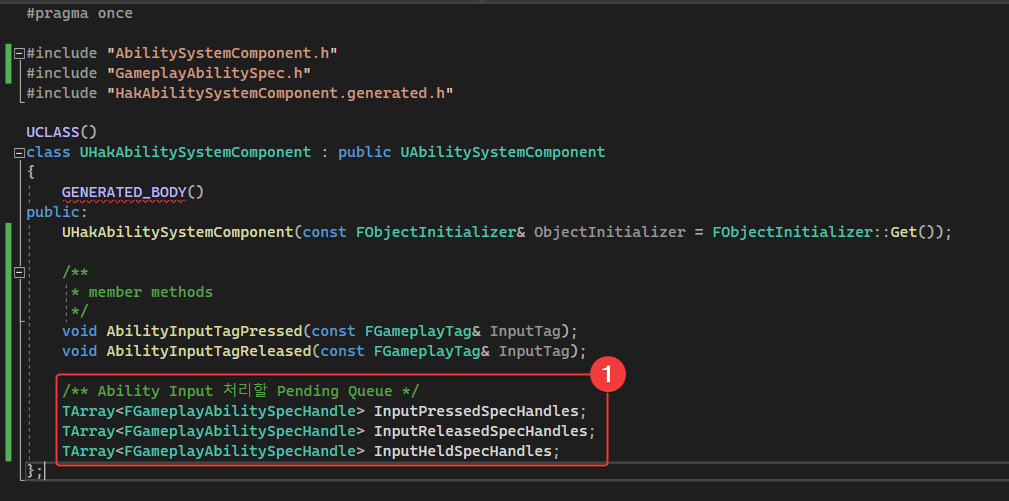 #pragma once
#include "AbilitySystemComponent.h"
#include "GameplayAbilitySpec.h"
#include "HakAbilitySystemComponent.generated.h"
UCLASS()
class UHakAbilitySystemComponent : public UAbilitySystemComponent
{
GENERATED_BODY()
public:
UHakAbilitySystemComponent(const FObjectInitializer& ObjectInitializer = FObjectInitializer::Get());
/**
* member methods
*/
void AbilityInputTagPressed(const FGameplayTag& InputTag);
void AbilityInputTagReleased(const FGameplayTag& InputTag);
1
/** Ability Input 처리할 Pending Queue */
TArray<FGameplayAbilitySpecHandle> InputPressedSpecHandles;
TArray<FGameplayAbilitySpecHandle> InputReleasedSpecHandles;
TArray<FGameplayAbilitySpecHandle> InputHeldSpecHandles;
};